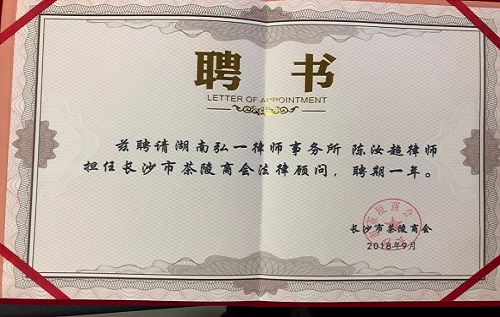 聘 书
LETTER OF APPOINTMENT
兹聘请湖南弘一律师事务所 陈汝超律师
担任长沙市茶陵商会法律顾问，聘期一年。
长沙市茶陵商会
2018年9月